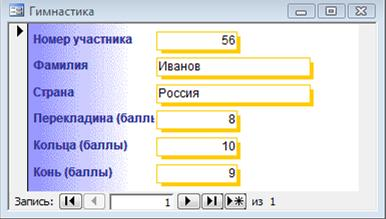 Гимнастика
Номер участника 56
Фамилия Иванов
Страна Россия
Перекладина (баллы 8
Кольца (баллы) 10
Конь (баллы) 9
Запись: 1 из 1